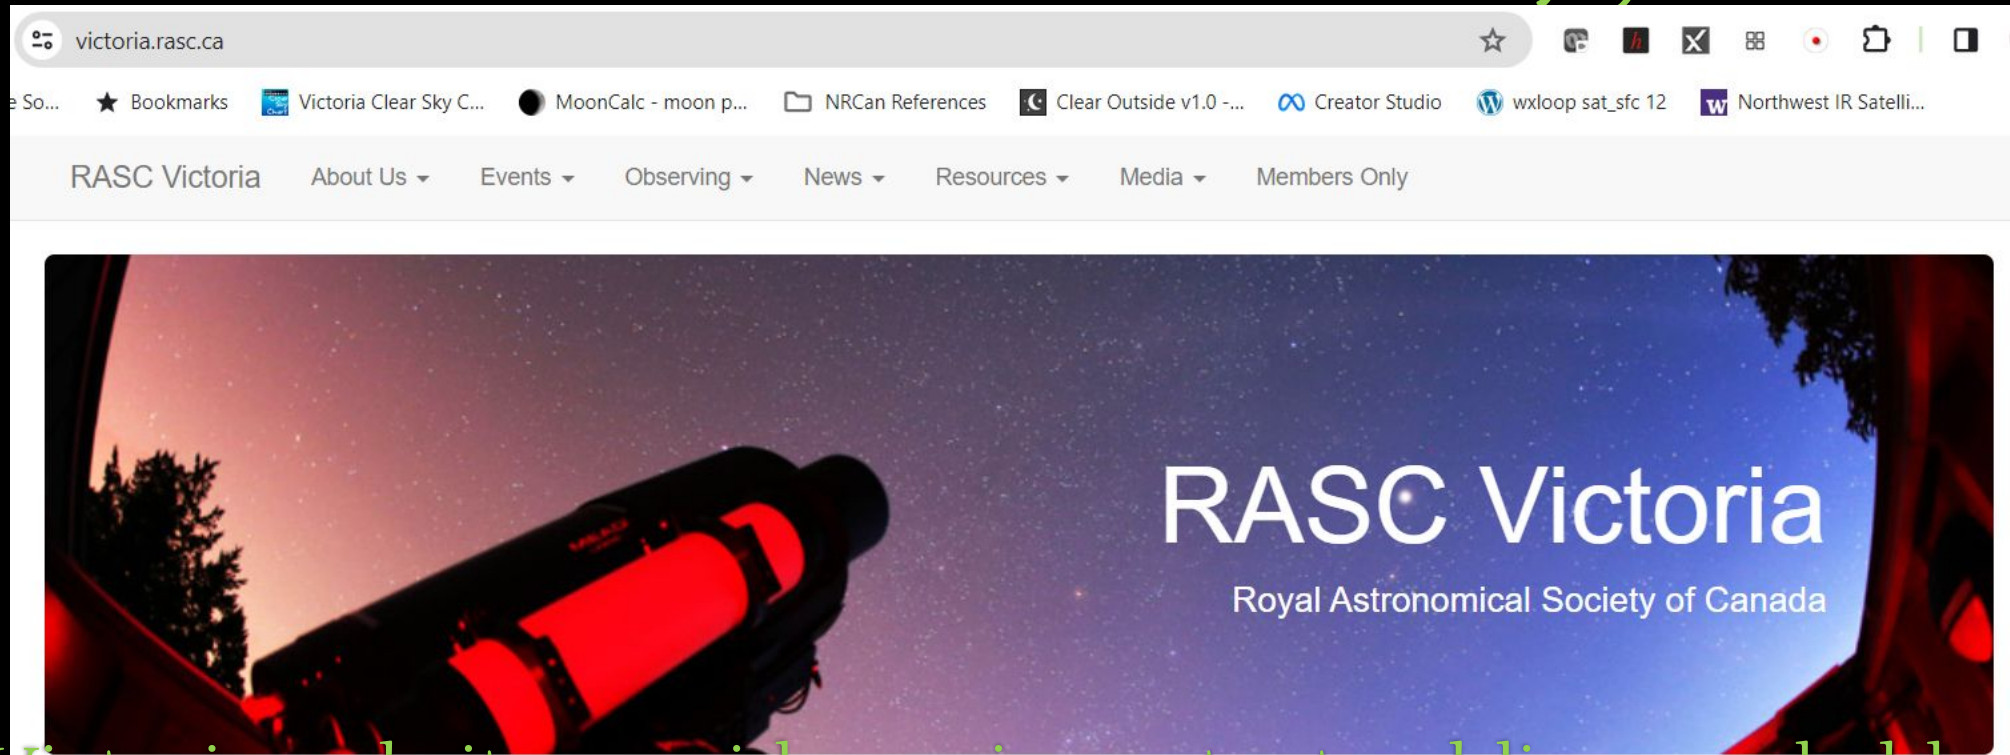 victoria.rasc.ca
e So... Bookmarks Victoria Clear Sky C... MoonCalc - moon p... NRCan References Clear Outside v1.0 -... Creator Studio wxloop sat_sfc 12 Northwest IR Satelli...
RASC Victoria About Us Events Observing News Resources Media Members Only
RASC Victoria
Royal Astronomical Society of Canada